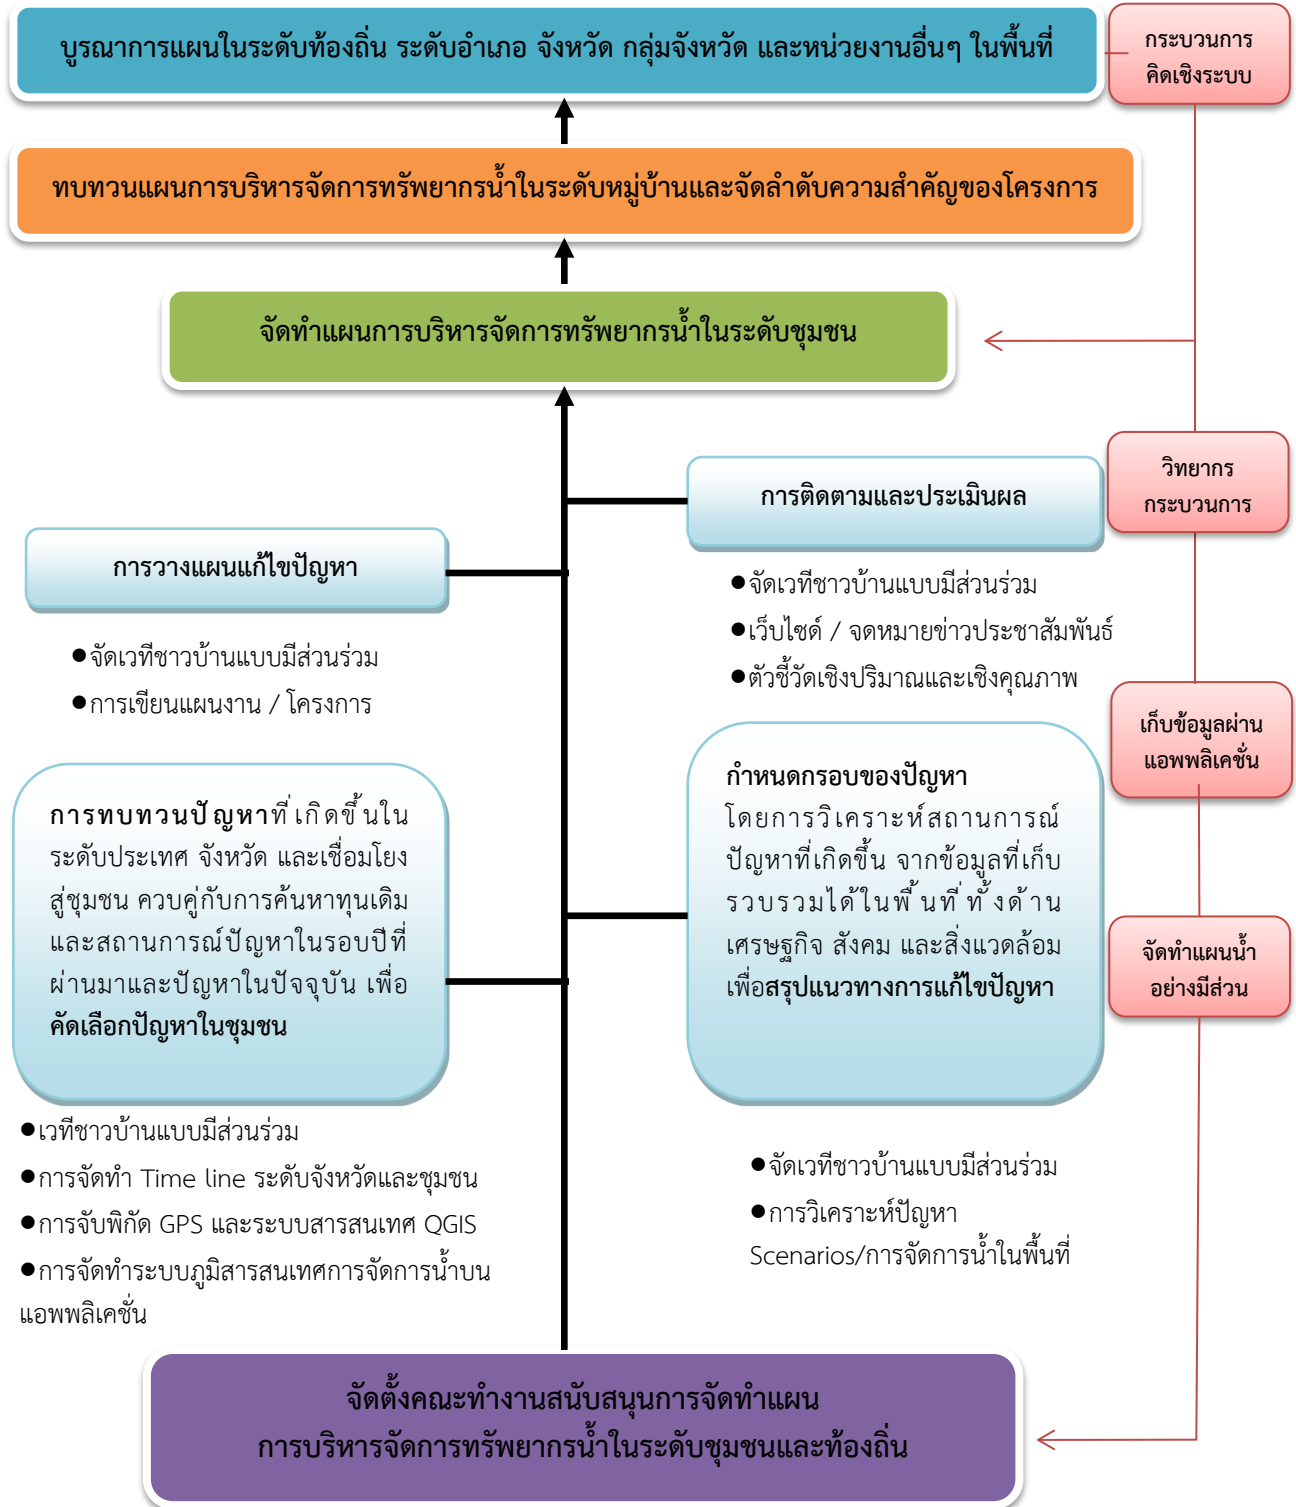 บูรณาการแผนในระดับท้องถิ่น ระดับอำเภอ จังหวัด กลุ่มจังหวัด และหน่วยงานอื่นๆ ในพื้นที่
กระบวนการ
คิดเชิงระบบ
ทบทวนแผนการบริหารจัดการทรัพยากรน้ำในระดับหมู่บ้านและจัดลำดับความสำคัญของโครงการ
จัดทำแผนการบริหารจัดการทรัพยากรน้ำในระดับชุมชน
วิทยากร
กระบวนการ
การติดตามและประเมินผล
●จัดเวทีชาวบ้านแบบมีส่วนร่วม
●เว็บไซด์ / จดหมายข่าวประชาสัมพันธ์
●ตัวชี้วัดเชิงปริมาณและเชิงคุณภาพ
การวางแผนแก้ไขปัญหา
●จัดเวทีชาวบ้านแบบมีส่วนร่วม
●การเขียนแผนงาน / โครงการ
เก็บข้อมูลผ่าน
แอพพลิเคชั่น
กำหนดกรอบของปัญหา
โดยการวิเคราะห์สถานการณ์
ปัญหาที่เกิดขึ้น จากข้อมูลที่เก็บ
รวบรวมได้ในพื้นที่ทั้งด้าน
เศรษฐกิจ สังคม และสิ่งแวดล้อม
เพื่อสรุปแนวทางการแก้ไขปัญหา
การทบทวนปัญหาที่เกิดขึ้นใน
ระดับประเทศ จังหวัด และเชื่อมโยง
สู่ชุมชน ควบคู่กับการค้นหาทุนเดิม
และสถานการณ์ปัญหาในรอบปีที่
ผ่านมาและปัญหาในปัจจุบัน เพื่อ
คัดเลือกปัญหาในชุมชน
จัดทำแผนน้ำ
อย่างมีส่วน
●เวทีชาวบ้านแบบมีส่วนร่วม
●การจัดทำ Time line ระดับจังหวัดและชุมชน
●การจับพิกัด GPS และระบบสารสนเทศ QGIS
●การจัดทำระบบภูมิสารสนเทศการจัดการน้ำบน
แอพพลิเคชั่น
●จัดเวทีชาวบ้านแบบมีส่วนร่วม
●การวิเคราะห์ปัญหา
Scenarios/การจัดการน้ำในพื้นที่
จัดตั้งคณะทำงานสนับสนุนการจัดทำแผน
การบริหารจัดการทรัพยากรน้ำในระดับชุมชนและท้องถิ่น